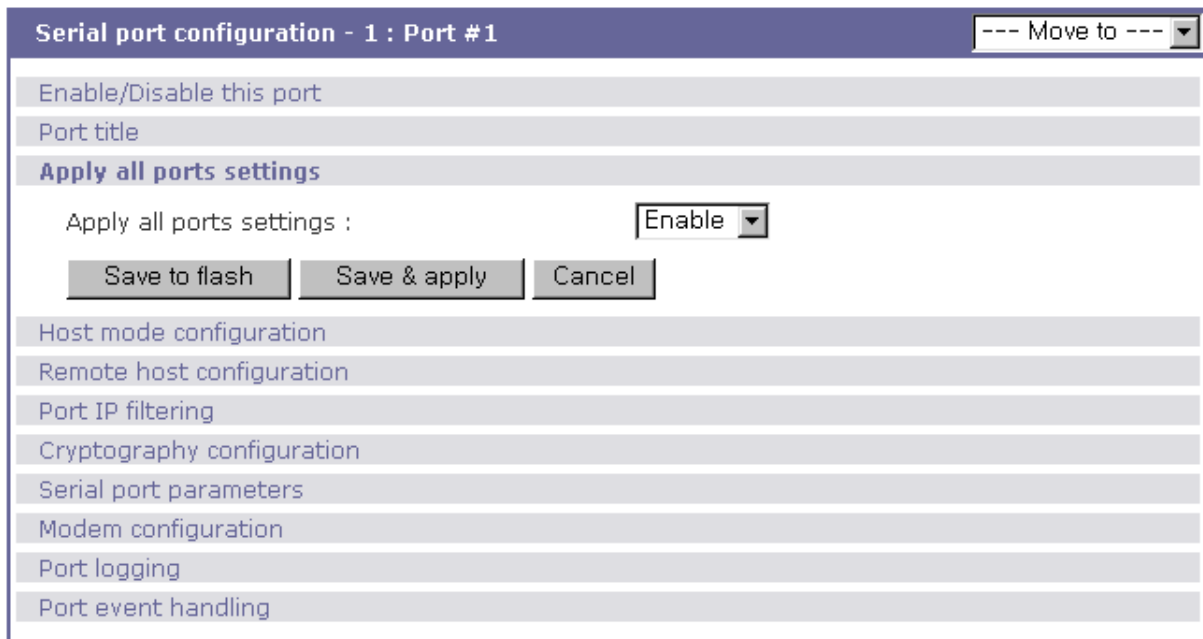 Serial port configuration - 1 : Port #1 --- Move to ---
Enable/Disable this port
Port title
Apply all ports settings
Apply all ports settings : Enable
Save to flash Save & apply Cancel
Host mode configuration
Remote host configuration
Port IP filtering
Cryptography configuration
Serial port parameters
Modem configuration
Port logging
Port event handling